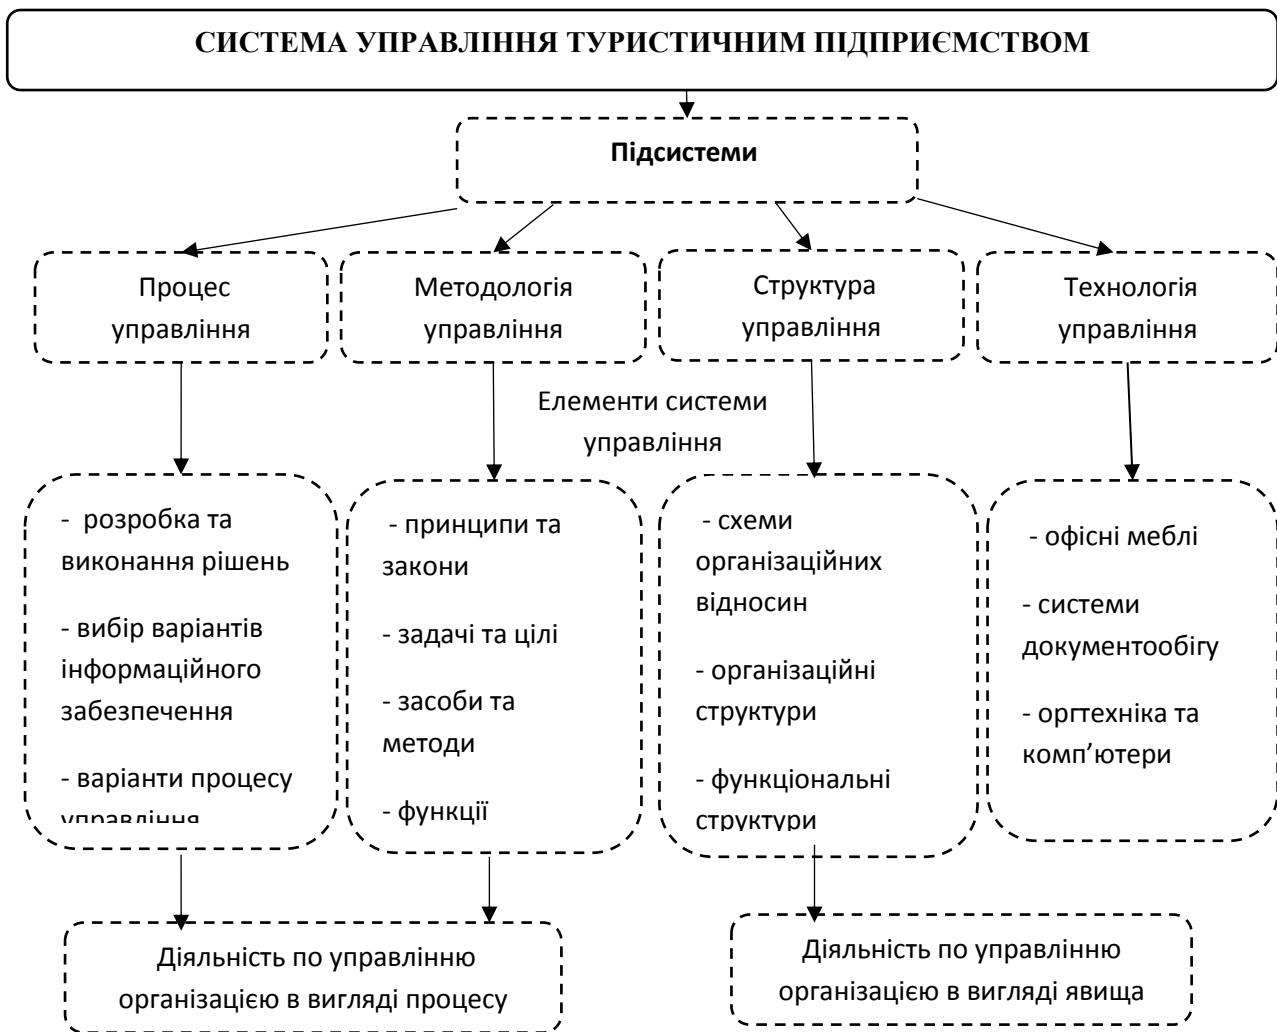 СИСТЕМА УПРАВЛІННЯ ТУРИСТИЧНИМ ПІДПРИЄМСТВОМ
Підсистеми
Процес
управління
Методологія
управління
Структура
управління
Технологія
управління
Елементи системи
управління
- розробка та
виконання рішень
- вибір варіантів
інформаційного
забезпечення
- варіанти процесу
управління
- принципи та
закони
- задачі та цілі
- засоби та
методи
- функції
- схеми
організаційних
відносин
- організаційні
структури
- функціональні
структури
- офісні меблі
- системи
документообігу
- оргтехніка та
комп’ютери
Діяльність по управлінню
організацією в вигляді процесу
Діяльність по управлінню
організацією в вигляді явища